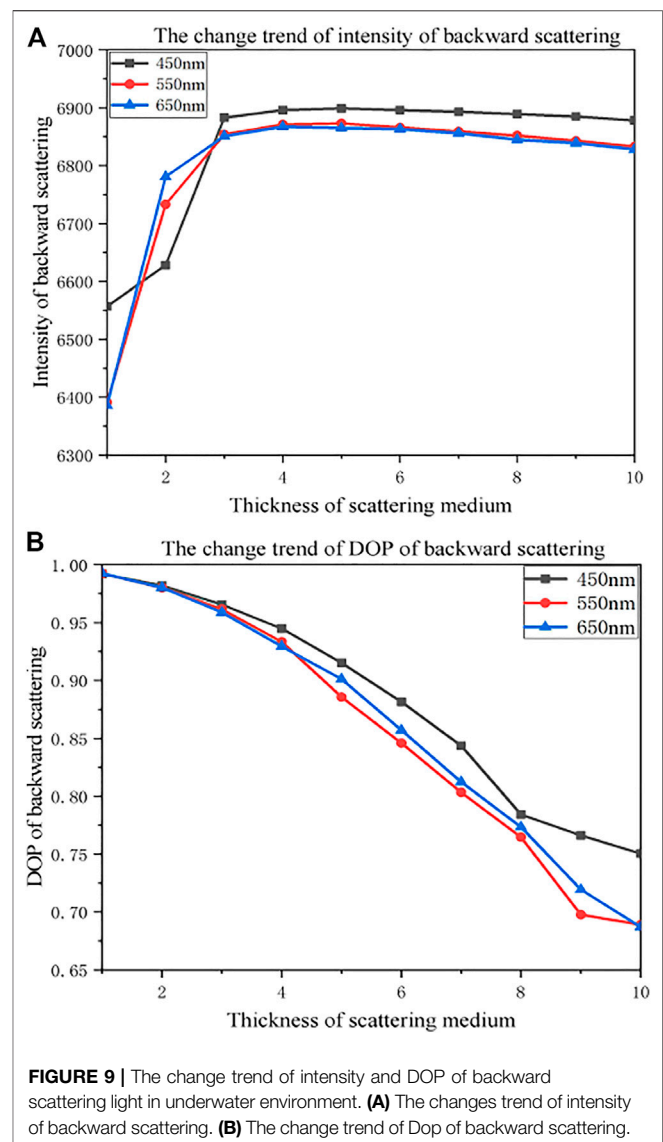 A
The change trend of intensity of backward scattering
7000
6900
6800
6700
6600
6500
6400
6300
Intensity of backward scattering
450nm
550nm
650nm
2
4
6
8
10
Thickness of scattering medium
B
The change trend of DOP of backward scattering
1.00
0.95
0.90
0.85
0.80
0.75
0.70
0.65
DOP of backward scattering
450nm
550nm
650nm
2
4
6
8
10
Thickness of scattering medium
FIGURE 9 | The change trend of intensity and DOP of backward
scattering light in underwater environment. (A) The changes trend of intensity
of backward scattering. (B) The change trend of Dop of backward scattering.